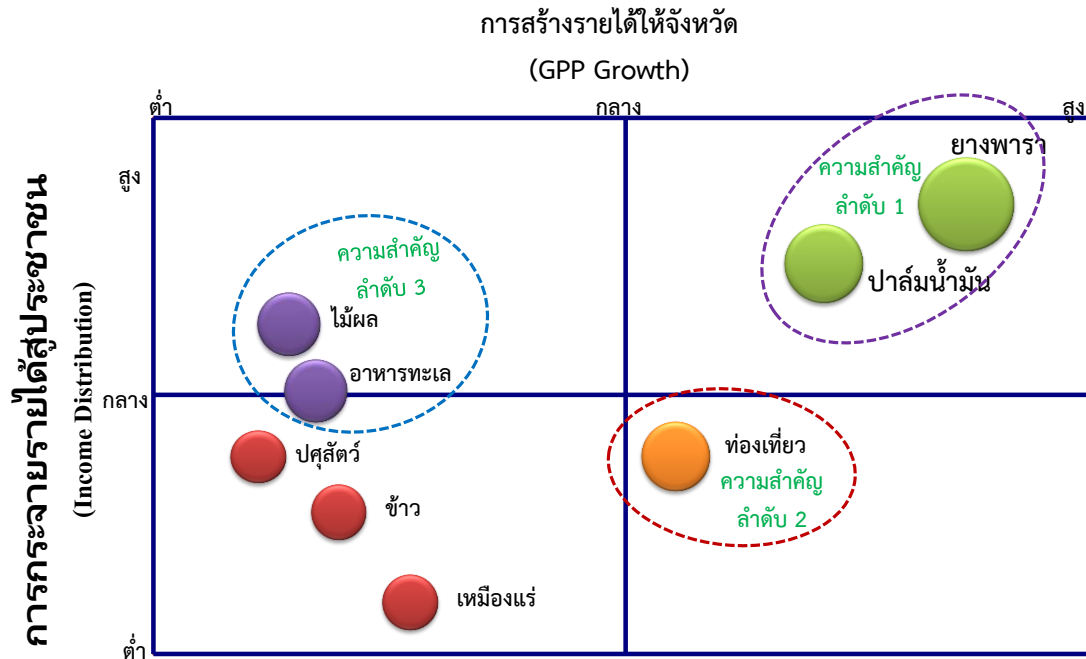 การสร้างรายได้ให้จังหวัด
(GPP Growth)
ต่ำ
กลาง
สูง
การกระจายรายได้สู่ประชาชน
(Income Distribution)
สูง
กลาง
ต่ำ
ยางพารา
ความสำคัญ
ลำดับ 1
ปาล์มน้ำมัน
ความสำคัญ
ลำดับ 3
ไม้ผล
อาหารทะเล
ปศุสัตว์
ข้าว
เหมืองแร่
ท่องเที่ยว
ความสำคัญ
ลำดับ 2